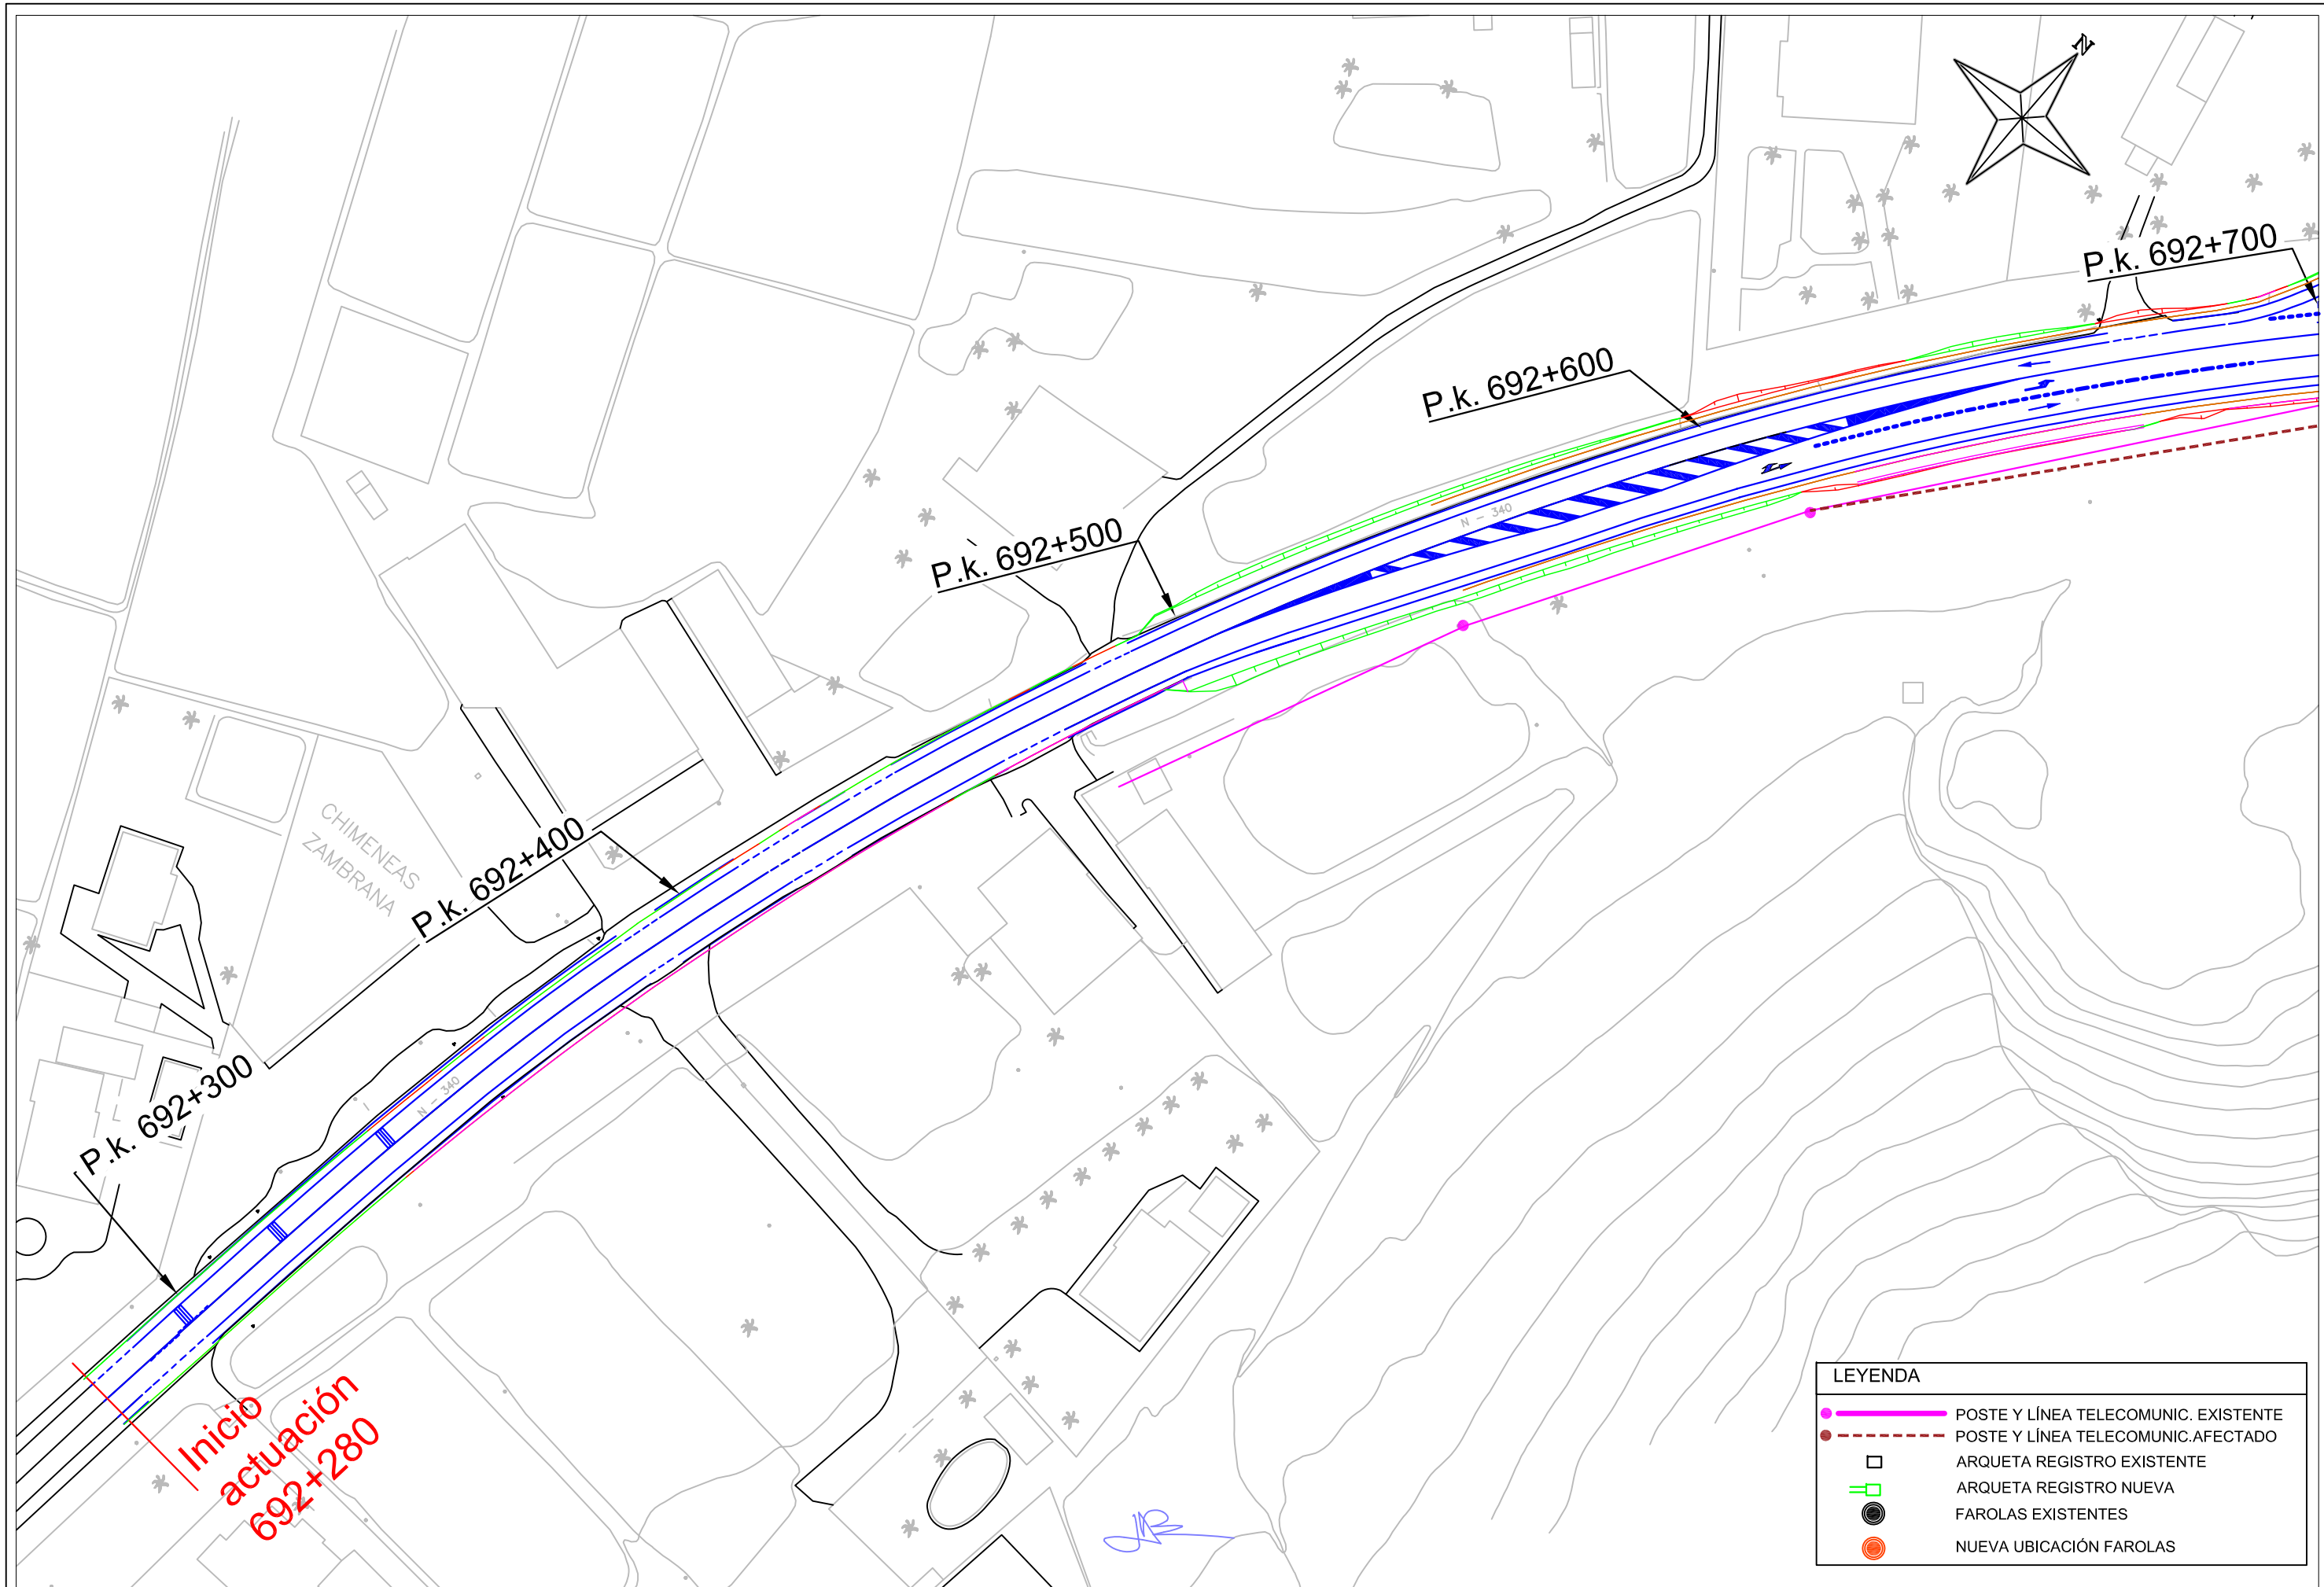 N
P.k. 692+700
P.k. 692+600
N - 340
P.k. 692+500
CHIMENEAS
ZAMBRANA
P.k. 692+400
N - 340
P.k. 692+300
Inicio
actuación
692+280
LEYENDA
POSTE Y LÍNEA TELECOMUNIC. EXISTENTE
POSTE Y LÍNEA TELECOMUNIC.AFECTADO
ARQUETA REGISTRO EXISTENTE
ARQUETA REGISTRO NUEVA
FAROLAS EXISTENTES
NUEVA UBICACIÓN FAROLAS